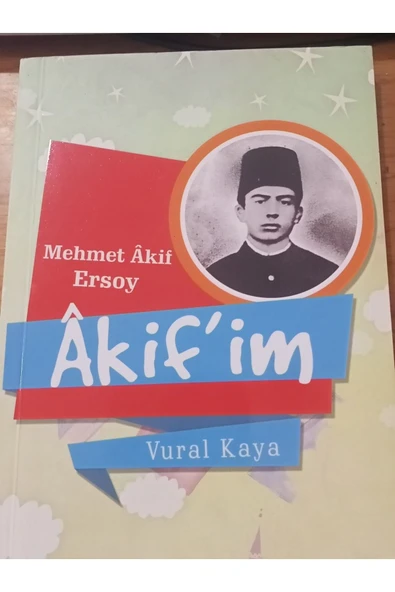 Mehmet Âkif
Ersoy
Âkif'im
Vural Kaya